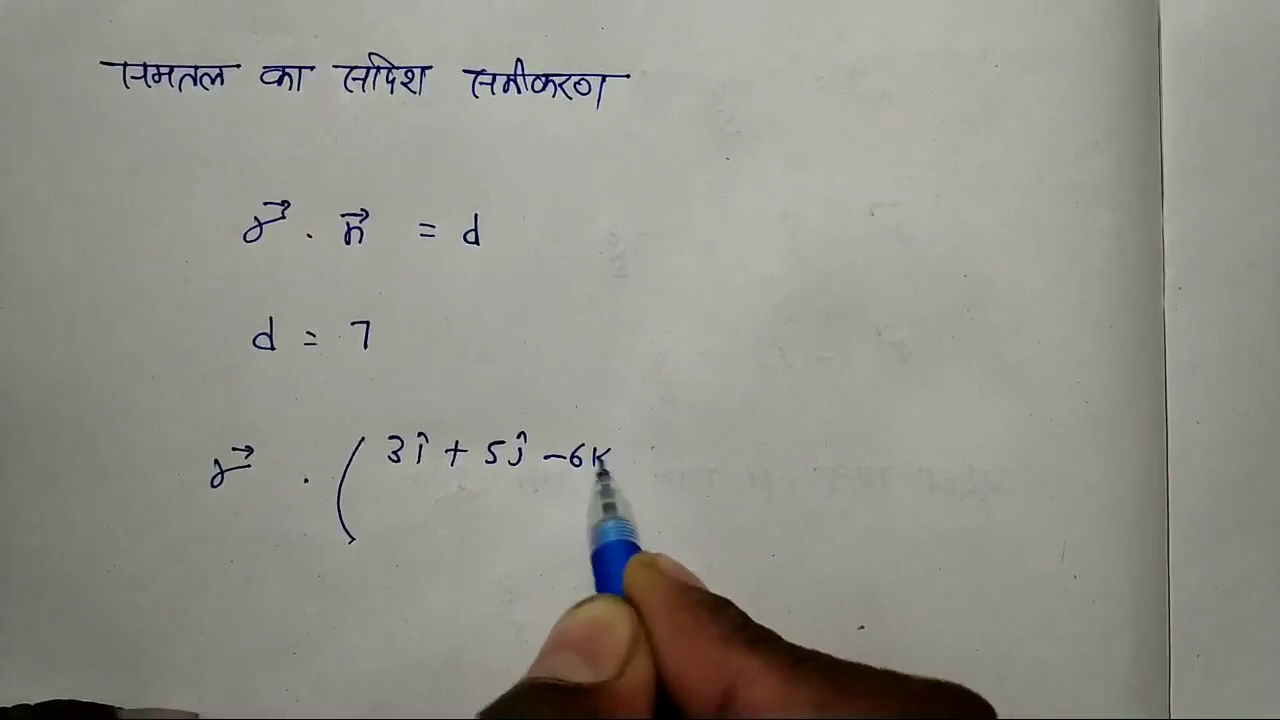 समतल का सदिश समीकरण
r⃗ . n⃗ = d
d = 7
r⃗ . ( 3î + 5ĵ -6k